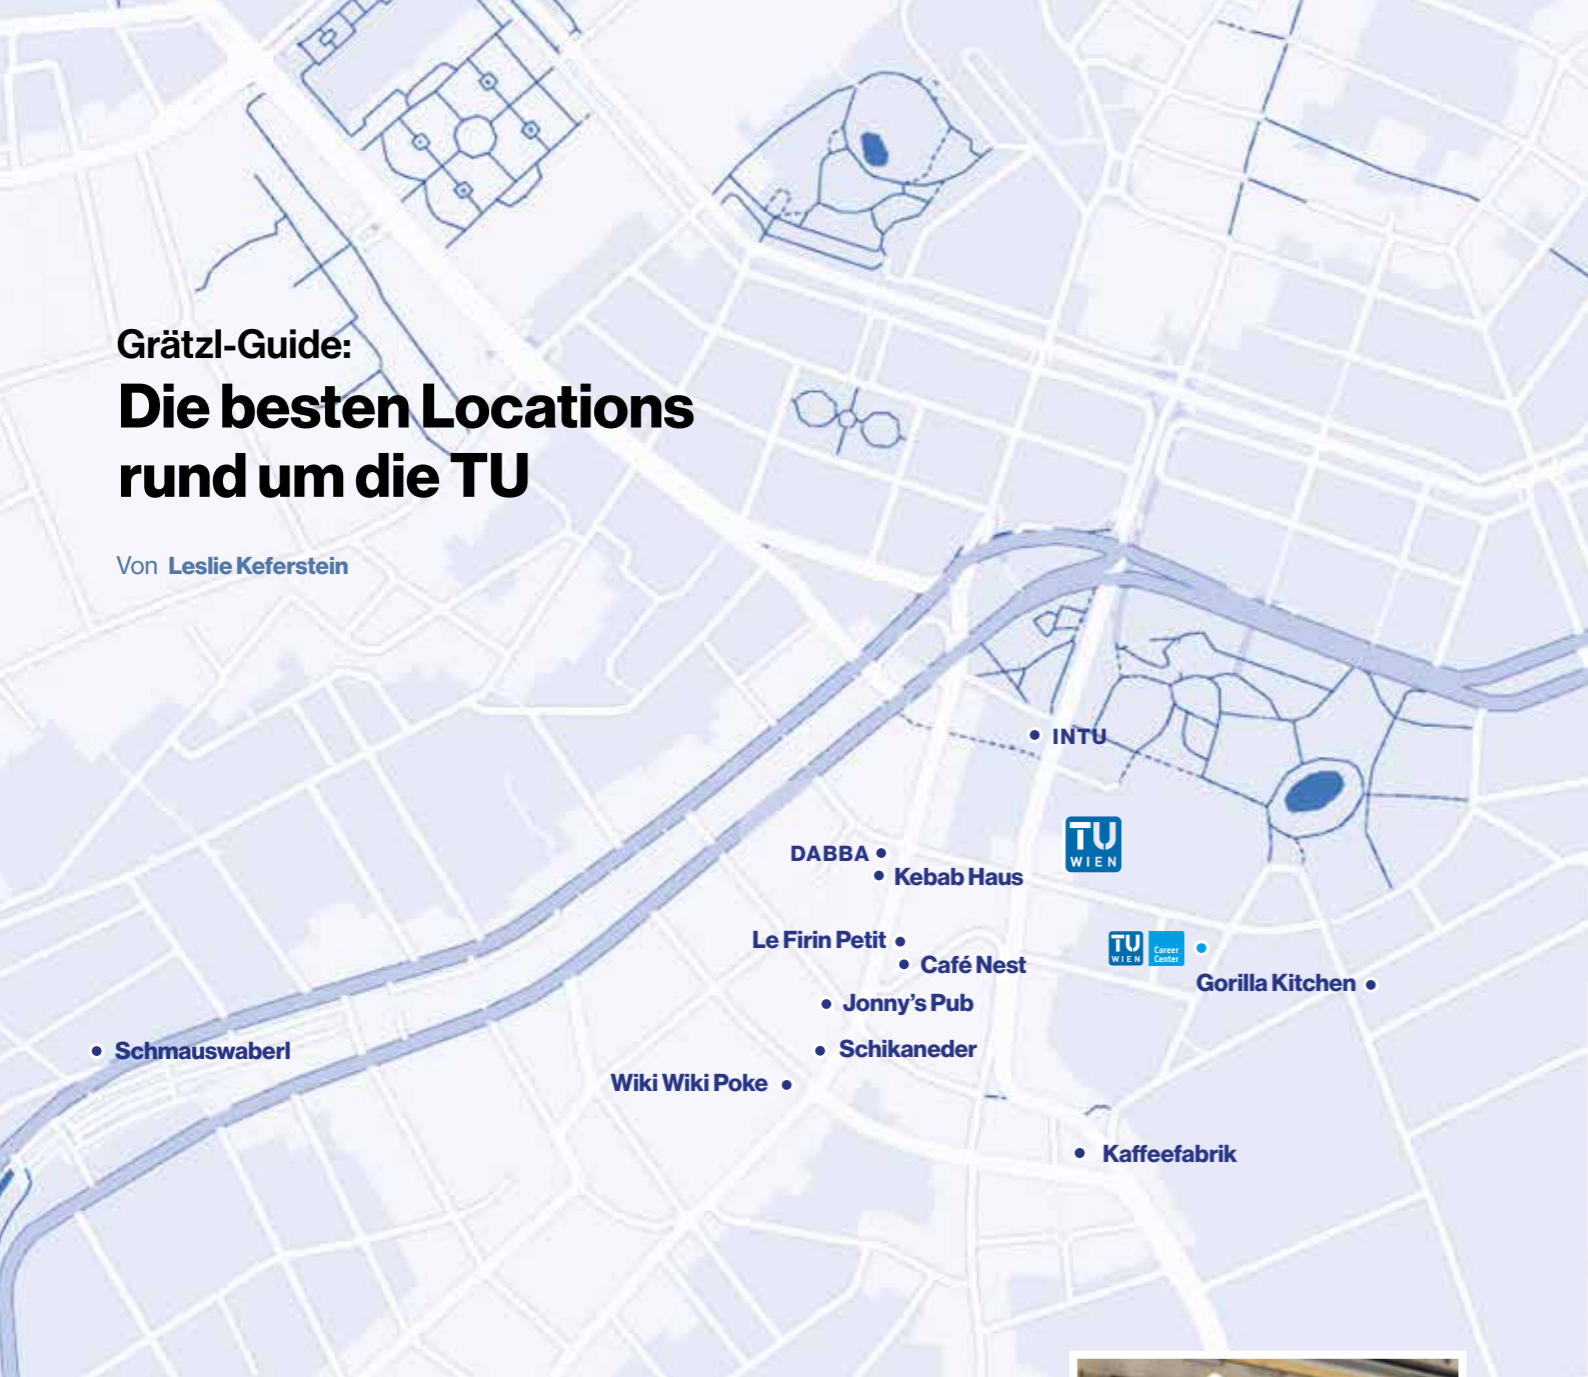 Grätzl-Guide:
Die besten Locations
rund um die TU
Von Leslie Keferstein
INTU
TU
WIEN
DABBA
Kebab Haus
Le Firin Petit
Café Nest
TU
WIEN
Career
Center
Gorilla Kitchen
Jonny’s Pub
Schikaneder
Schmauswaberl
Wiki Wiki Poke
Kaffeefabrik